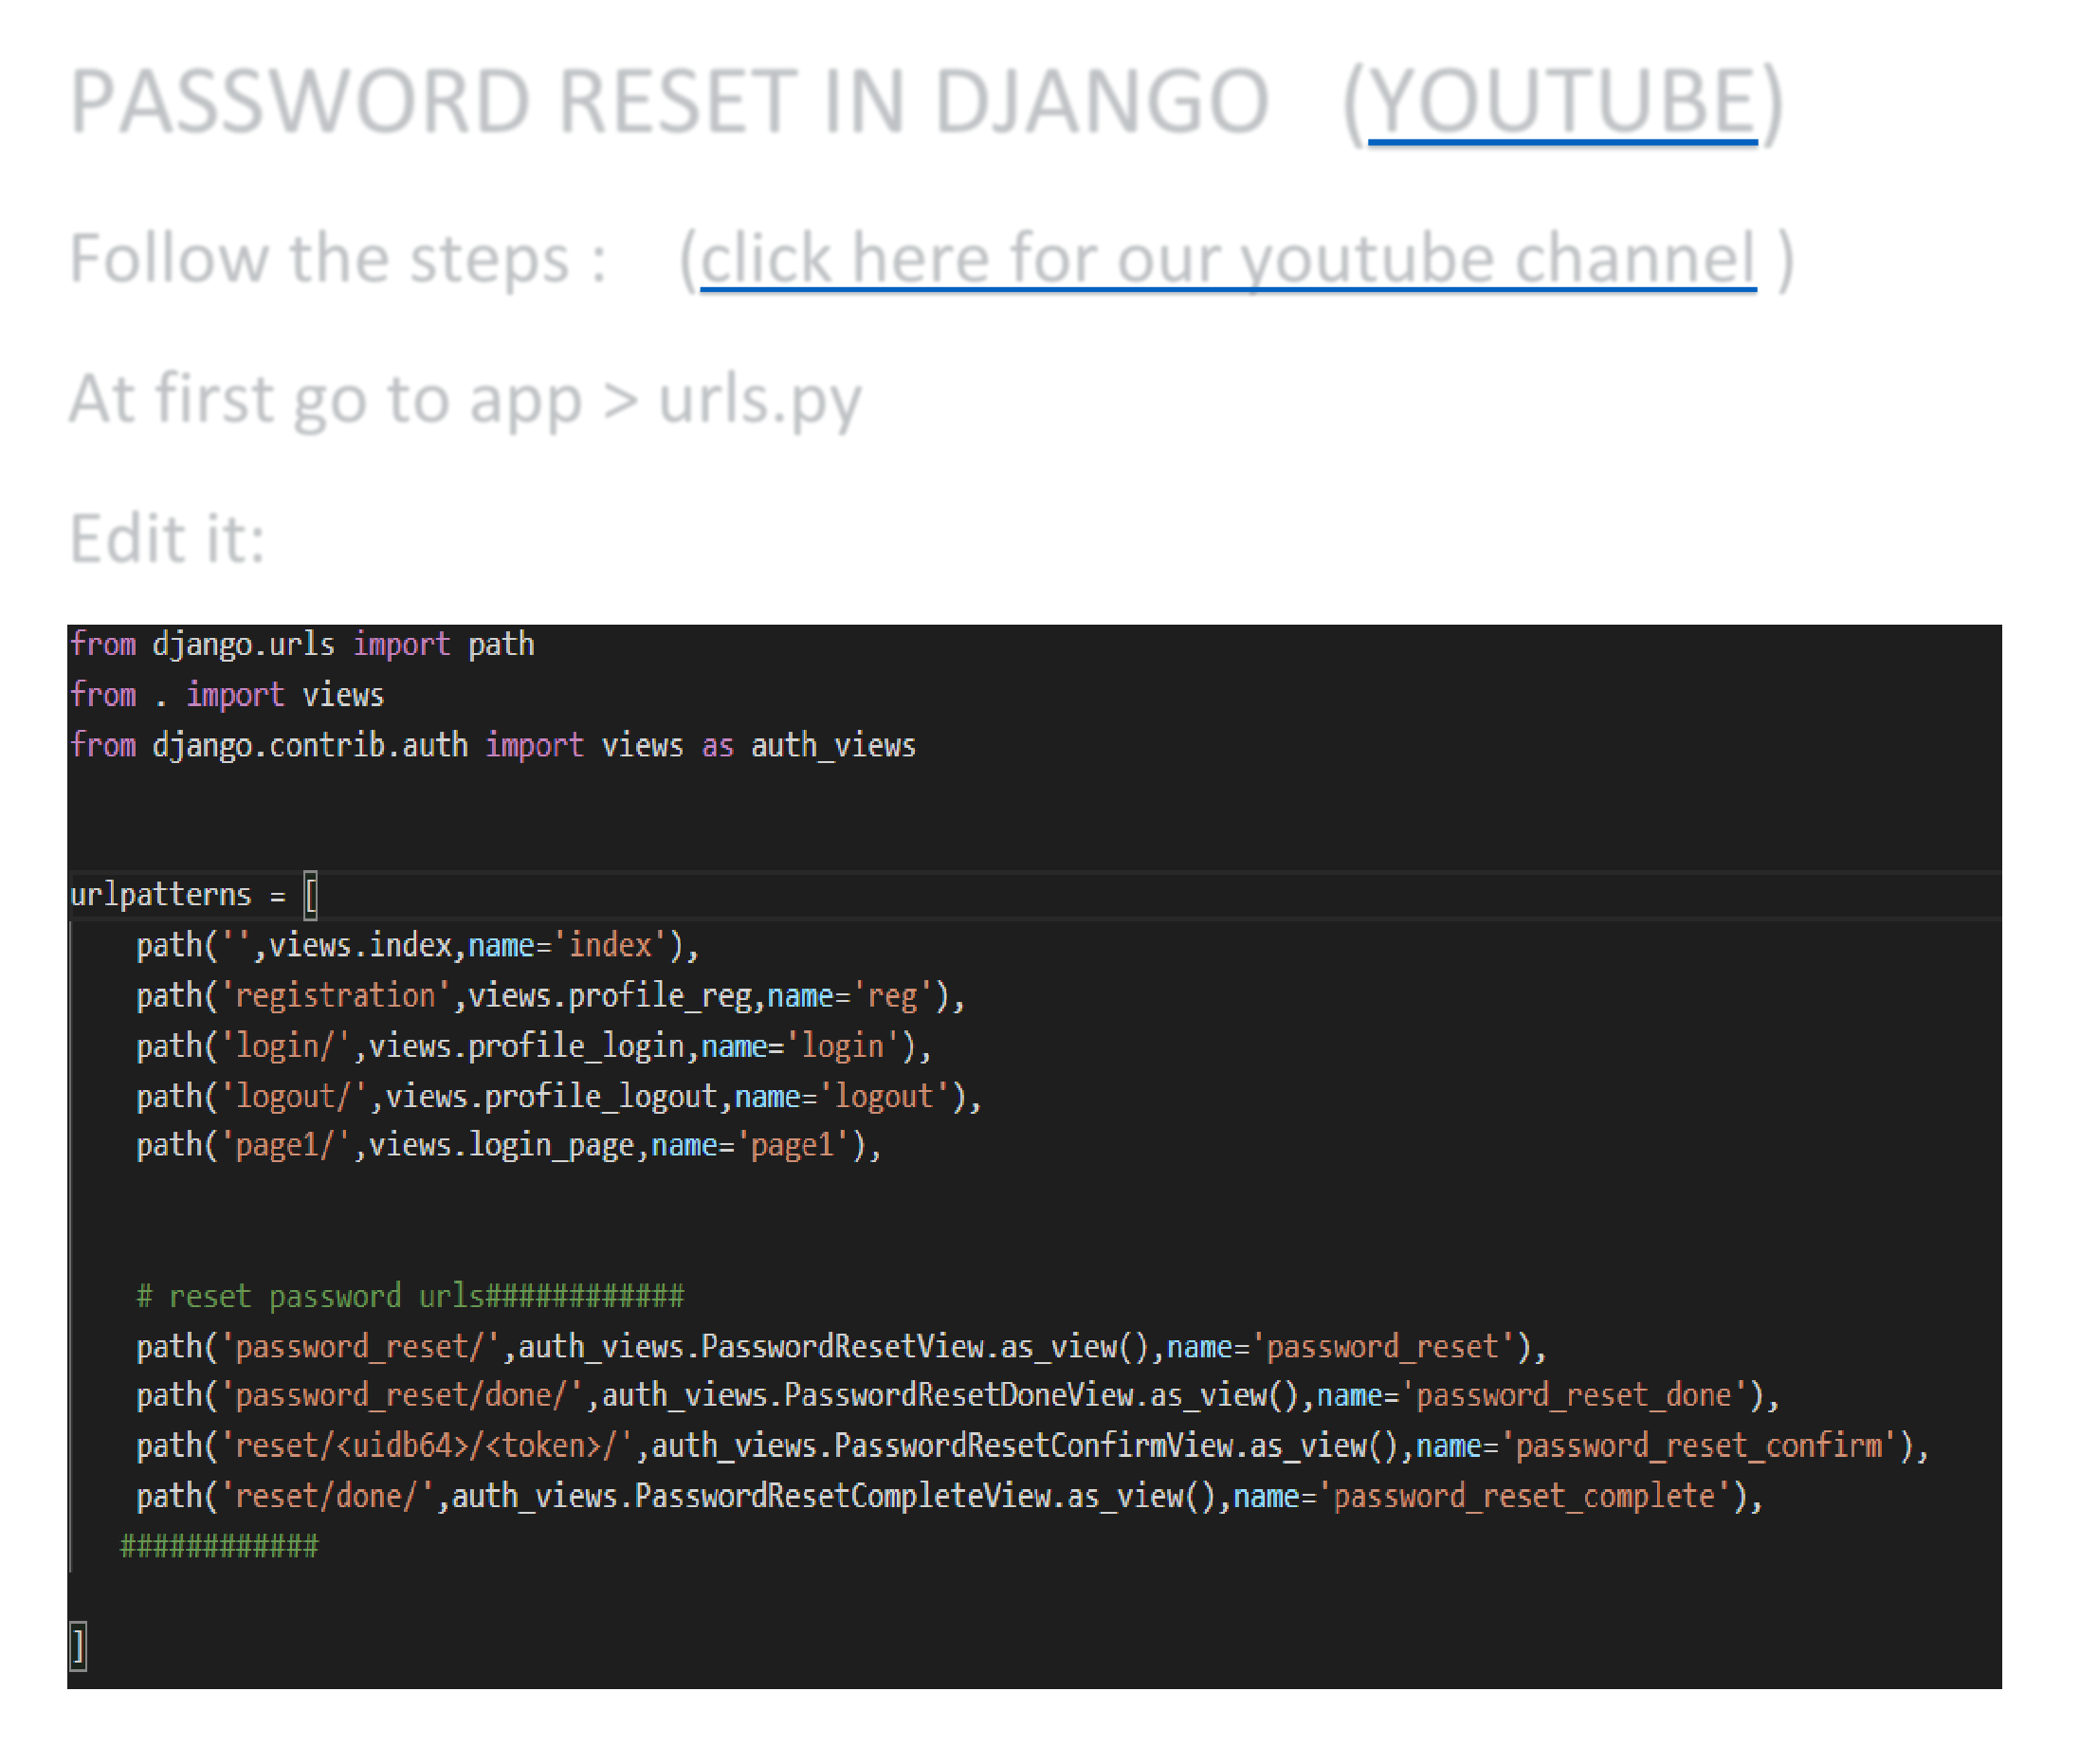 PASSWORD RESET IN DJANGO (YOUTUBE)
Follow the steps : (click here for our youtube channel )
At first go to app > urls.py
Edit it:
from django.urls import path
from . import views
from django.contrib.auth import views as auth_views
urlpatterns = [
    path('',views.index,name='index'),
    path('registration',views.profile_reg,name='reg'),
    path('login/',views.profile_login,name='login'),
    path('logout/',views.profile_logout,name='logout'),
    path('page1/',views.login_page,name='page1'),
    # reset password urls############
    path('password_reset/',auth_views.PasswordResetView.as_view(),name='password_reset'),
    path('password_reset/done/',auth_views.PasswordResetDoneView.as_view(),name='password_reset_done'),
    path('reset/<uidb64>/<token>/',auth_views.PasswordResetConfirmView.as_view(),name='password_reset_confirm'),
    path('reset/done/',auth_views.PasswordResetCompleteView.as_view(),name='password_reset_complete'),
   ############
]